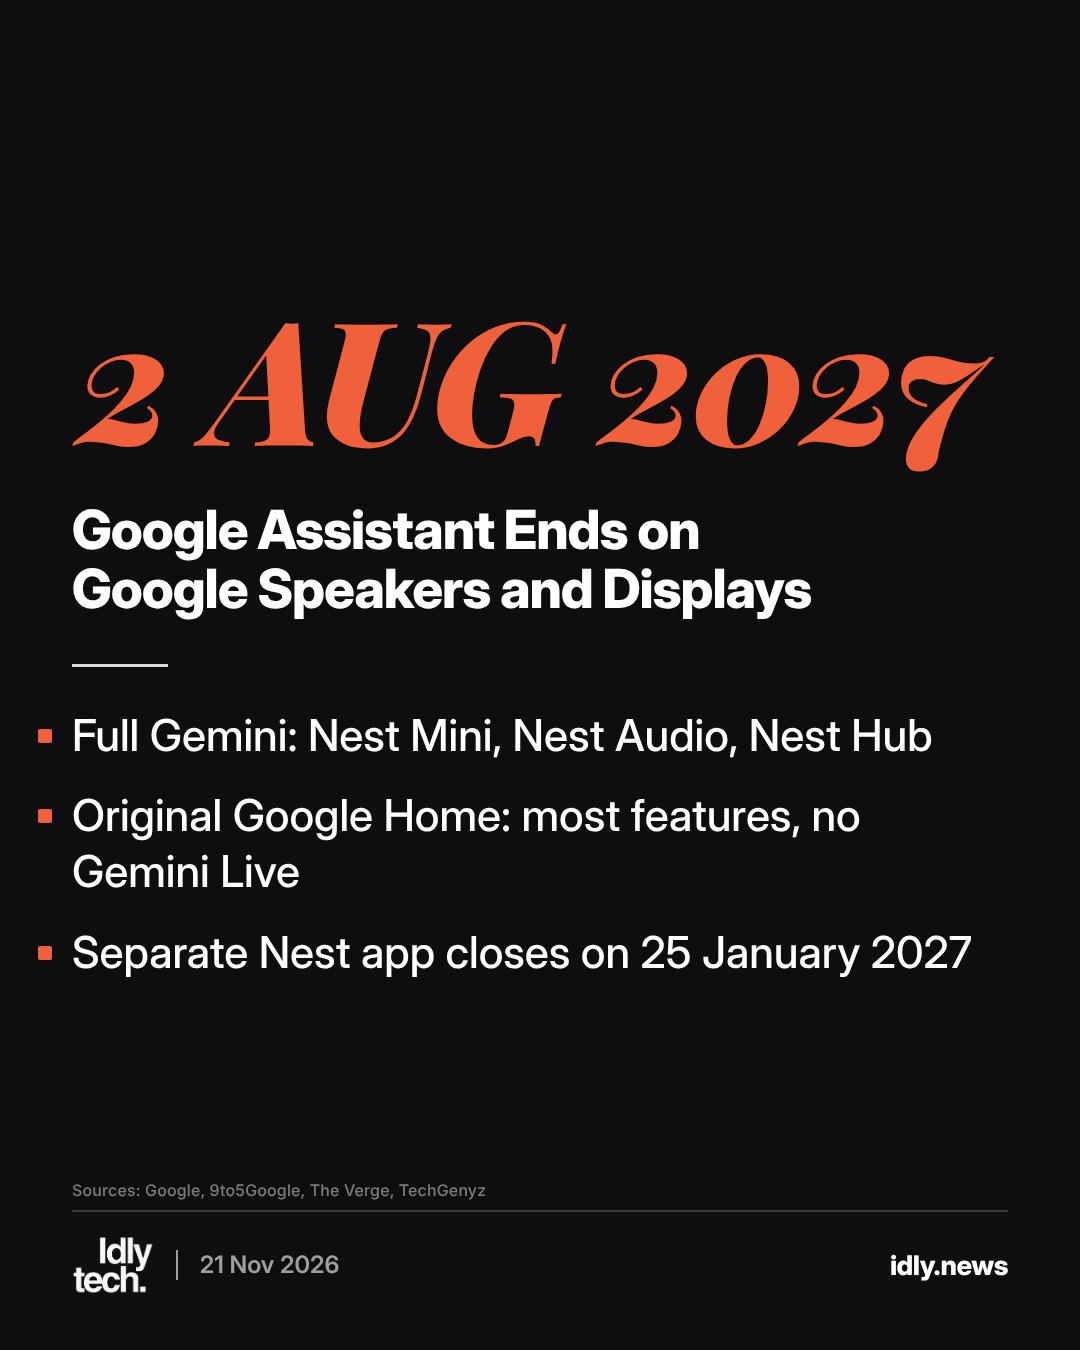 2 AUG 2027
Google Assistant Ends on
Google Speakers and Displays
Full Gemini: Nest Mini, Nest Audio, Nest Hub
Original Google Home: most features, no
Gemini Live
Separate Nest app closes on 25 January 2027
Sources: Google, 9to5Google, The Verge, TechGenyz
Idly
tech.
21 Nov 2026
idly.news